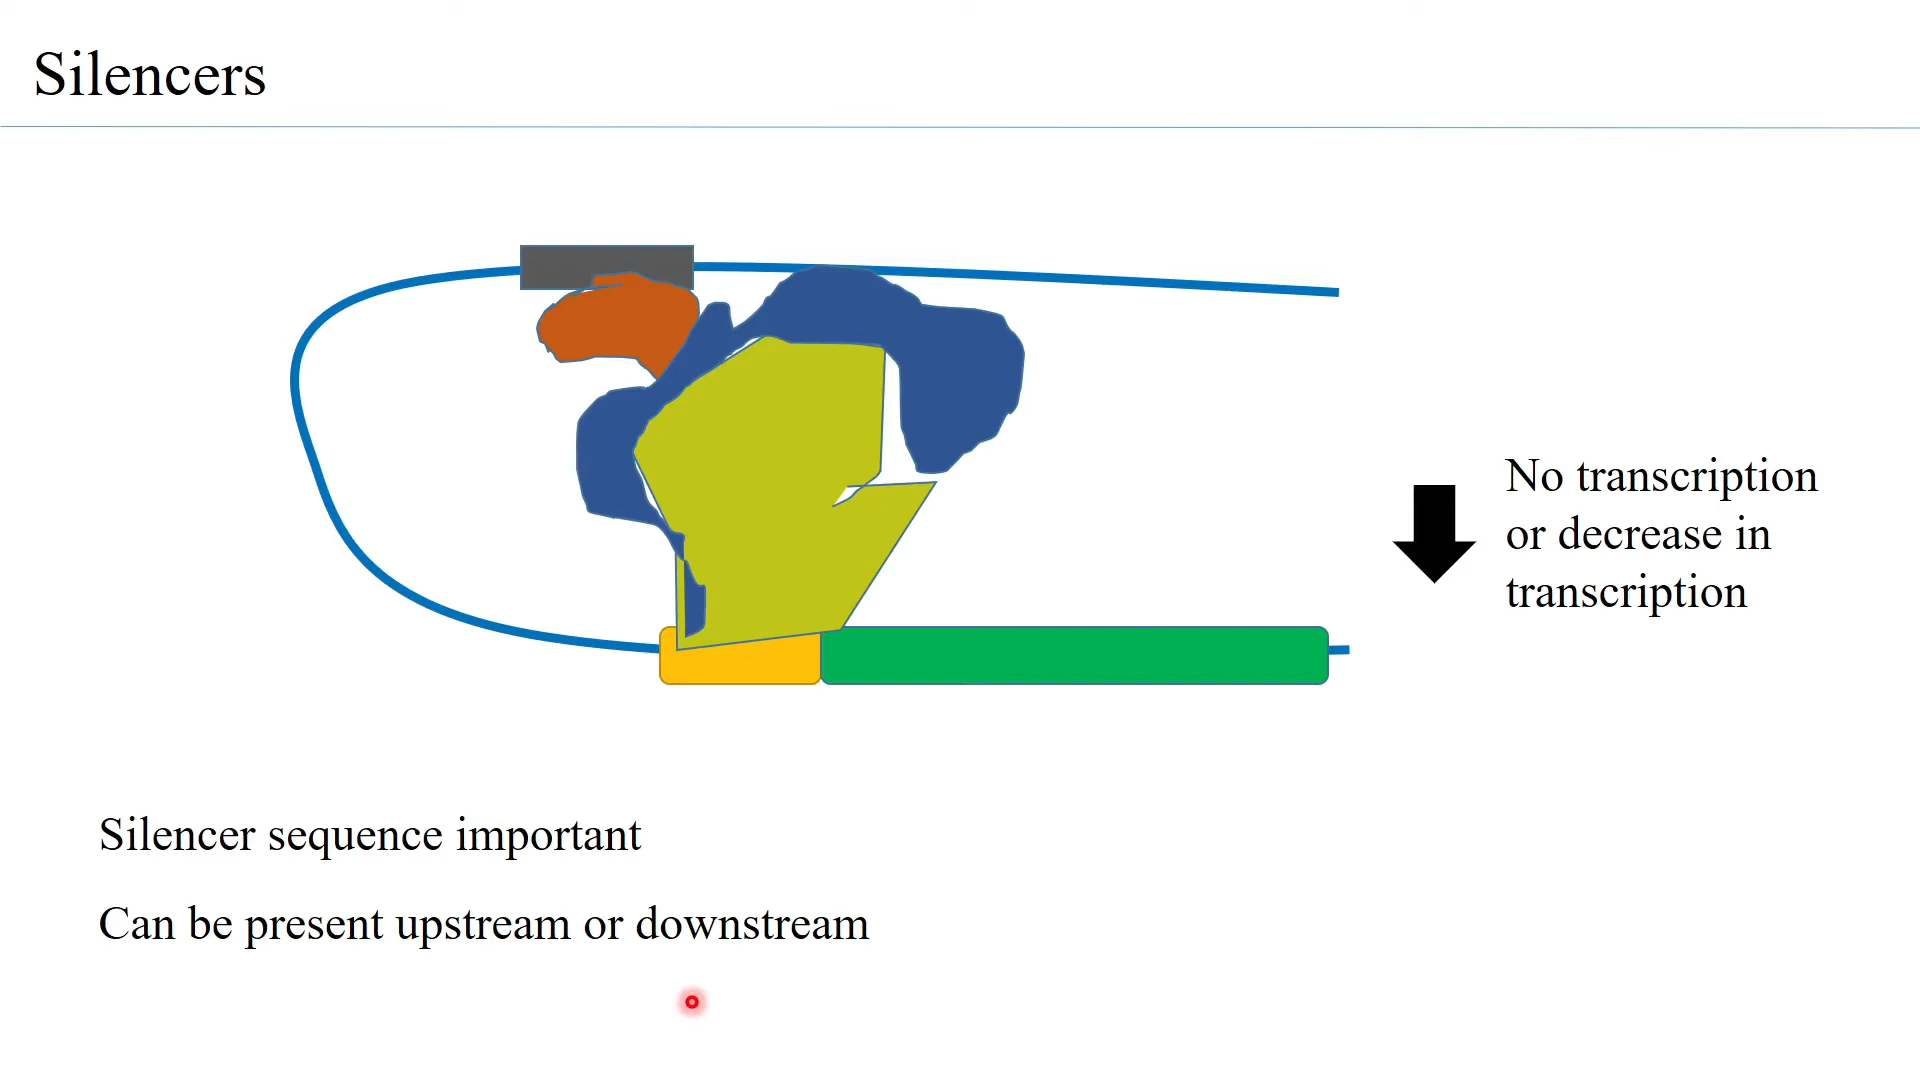 Silencers
No transcription
or decrease in
transcription
Silencer sequence important
Can be present upstream or downstream